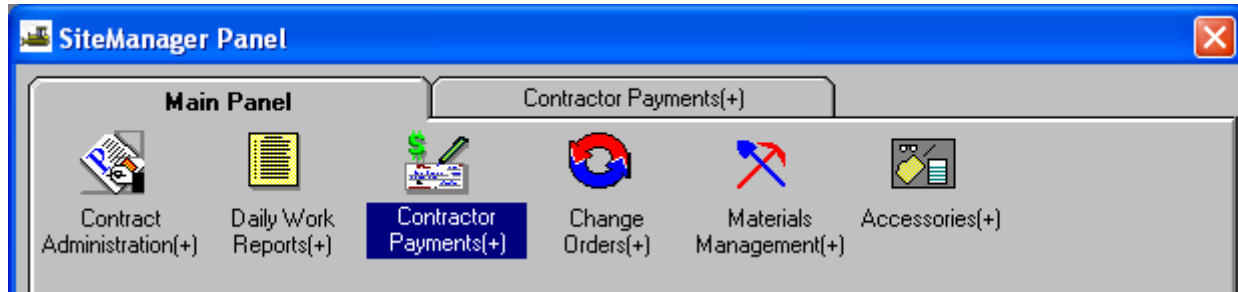 SiteManager Panel
Main Panel
Contractor Payments(+)
Contract
Administration(+)
Daily Work
Reports(+)
Contractor
Payments(+)
Change
Orders(+)
Materials
Management(+)
Accessories(+)